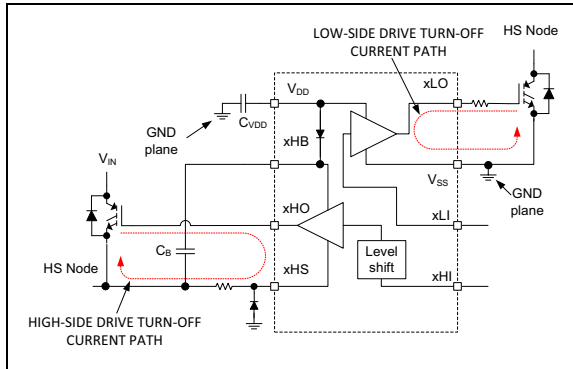 LOW-SIDE DRIVE TURN-OFF
CURRENT PATH
HS Node
xLO
VDD
CVDD
GND
plane
xHB
VIN
VSS
GND
plane
xHO
xLI
CB
Level
shift
HS Node
xHS
xHI
HIGH-SIDE DRIVE TURN-OFF
CURRENT PATH